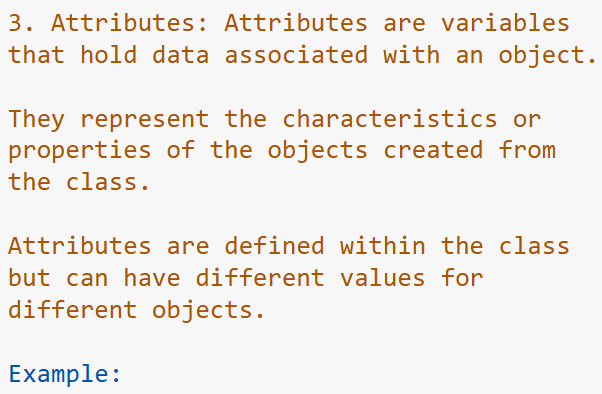 3. Attributes: Attributes are variables
that hold data associated with an object.
They represent the characteristics or
properties of the objects created from
the class.
Attributes are defined within the class
but can have different values for
different objects.
Example: